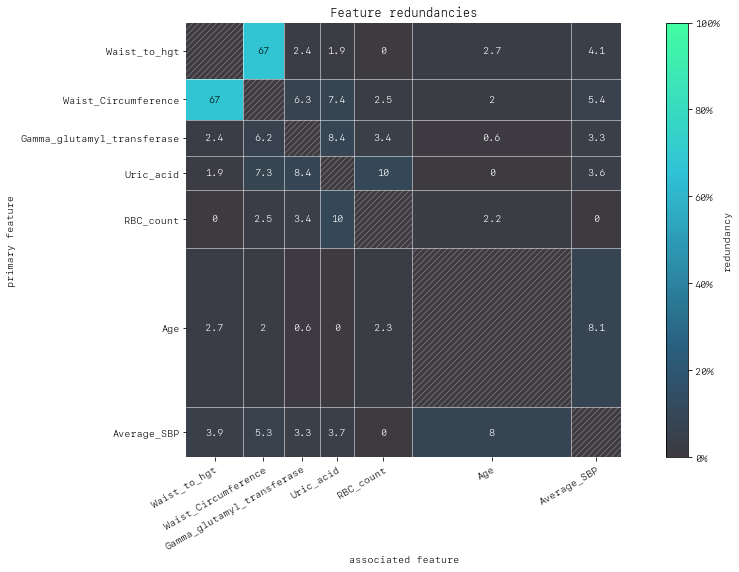 Feature redundancies
Waist_to_hgt 67 2.4 1.9 0 2.7 4.1
Waist_Circumference 67 6.3 7.4 2.5 2 5.4
Gamma_glutamyl_transferase 2.4 6.2 8.4 3.4 0.6 3.3
Uric_acid 1.9 7.3 8.4 10 0 3.6
RBC_count 0 2.5 3.4 10 2.2 0
Age 2.7 2 0.6 0 2.3 8.1
Average_SBP 3.9 5.3 3.3 3.7 0 8
primary feature
Waist_to_hgt
Waist_Circumference
Gamma_glutamyl_transferase
Uric_acid
RBC_count
Age
Average_SBP
associated feature
100%
80%
60%
40%
20%
0%
redundancy